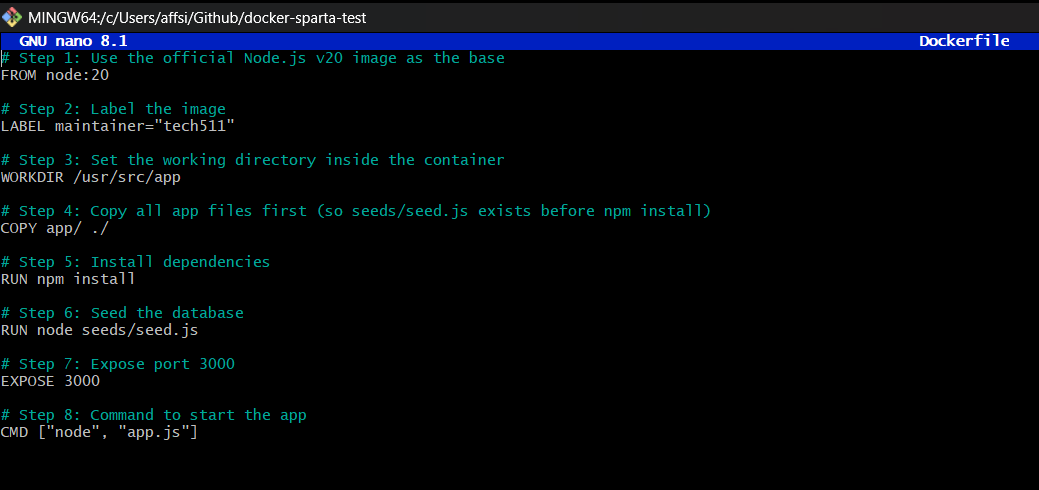 MINGW64:/c/Users/affsi/Github/docker-sparta-test
GNU nano 8.1 Dockerfile
# Step 1: Use the official Node.js v20 image as the base
FROM node:20
# Step 2: Label the image
LABEL maintainer="tech511"
# Step 3: Set the working directory inside the container
WORKDIR /usr/src/app
# Step 4: Copy all app files first (so seeds/seed.js exists before npm install)
COPY app/ ./
# Step 5: Install dependencies
RUN npm install
# Step 6: Seed the database
RUN node seeds/seed.js
# Step 7: Expose port 3000
EXPOSE 3000
# Step 8: Command to start the app
CMD ["node", "app.js"]